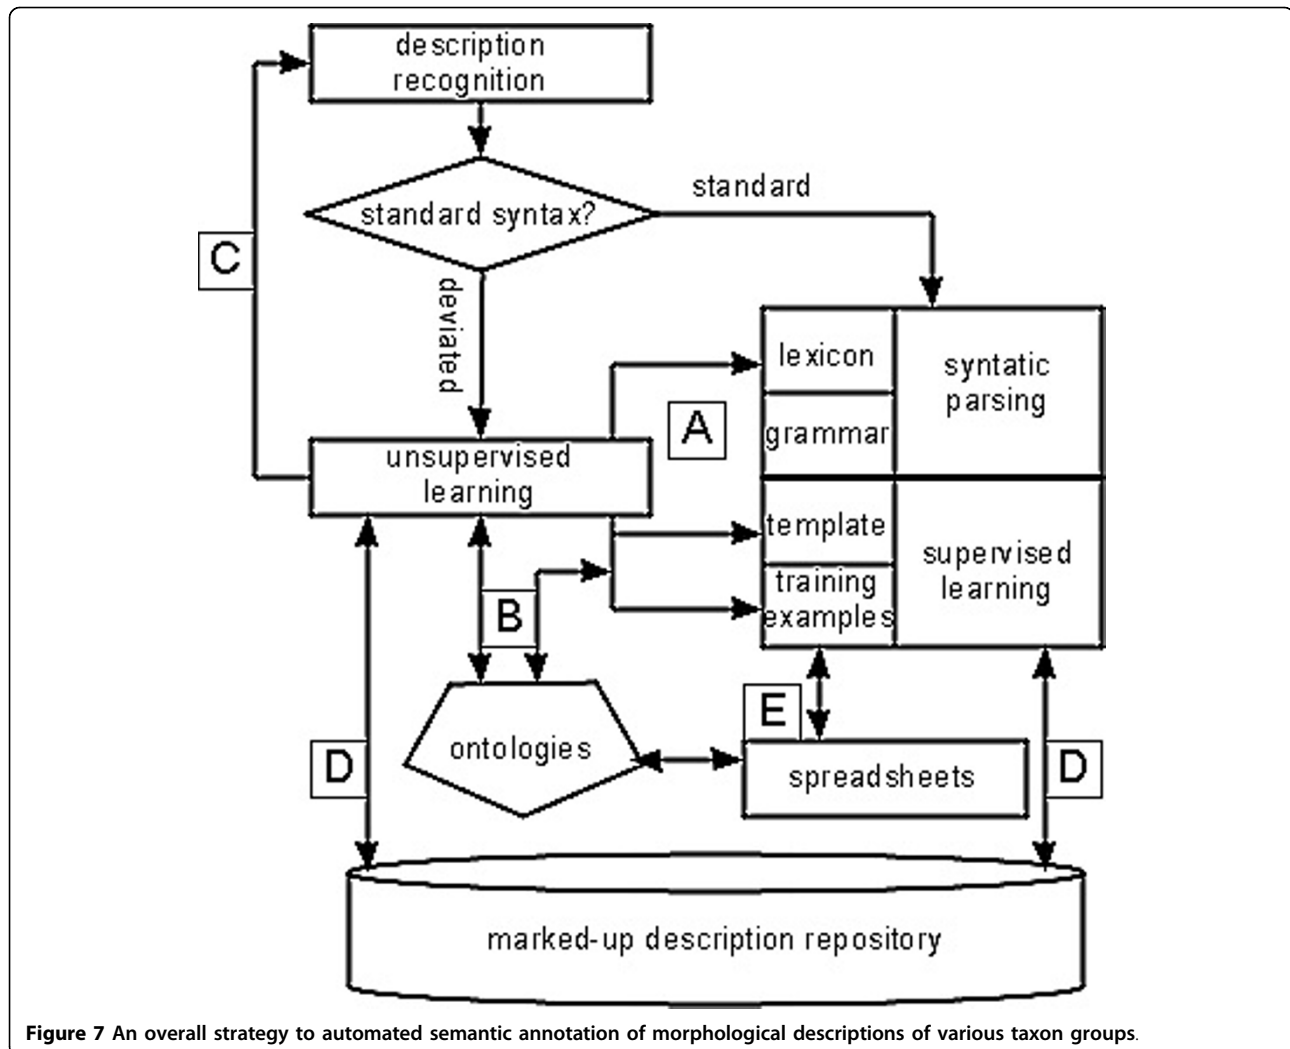 description
recognition
standard syntax?
standard
C
deviated
lexicon
syntatic
parsing
A
grammar
unsupervised
learning
template
supervised
learning
training
examples
B
E
ontologies
D
spreadsheets
D
marked-up description repository
Figure 7 An overall strategy to automated semantic annotation of morphological descriptions of various taxon groups.